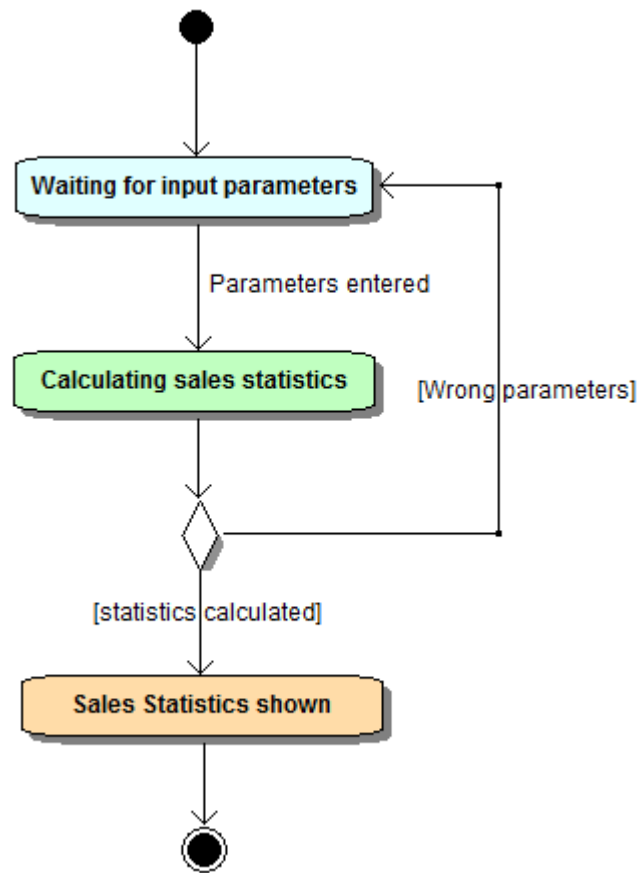 Waiting for input parameters
Parameters entered
Calculating sales statistics
[Wrong parameters]
[statistics calculated]
Sales Statistics shown